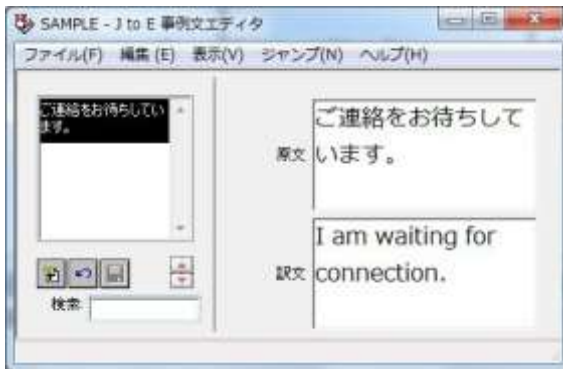 SAMPLE - J to E 事例文エディタ
ファイル(F) 編集(E) 表示(V) ジャンプ(N) ヘルプ(H)
ご連絡をお待ちしてい
ます。
検索
原文
ご連絡をお待ちして
います。
訳文
I am waiting for
connection.